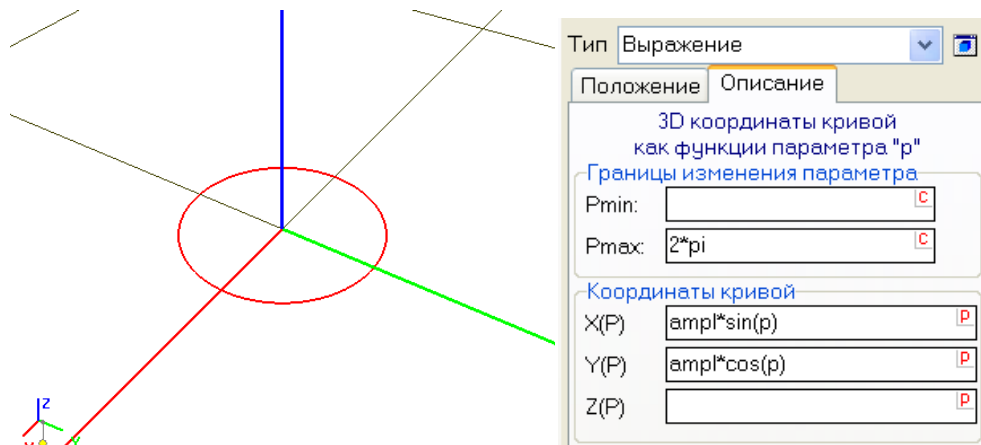 Тип Выражение
Положение Описание
3D координаты кривой
как функции параметра "p"
Границы изменения параметра
Pmin: C
Pmax: 2*pi C
Координаты кривой
X(P) ampl*sin(p) P
Y(P) ampl*cos(p) P
Z(P) P
z